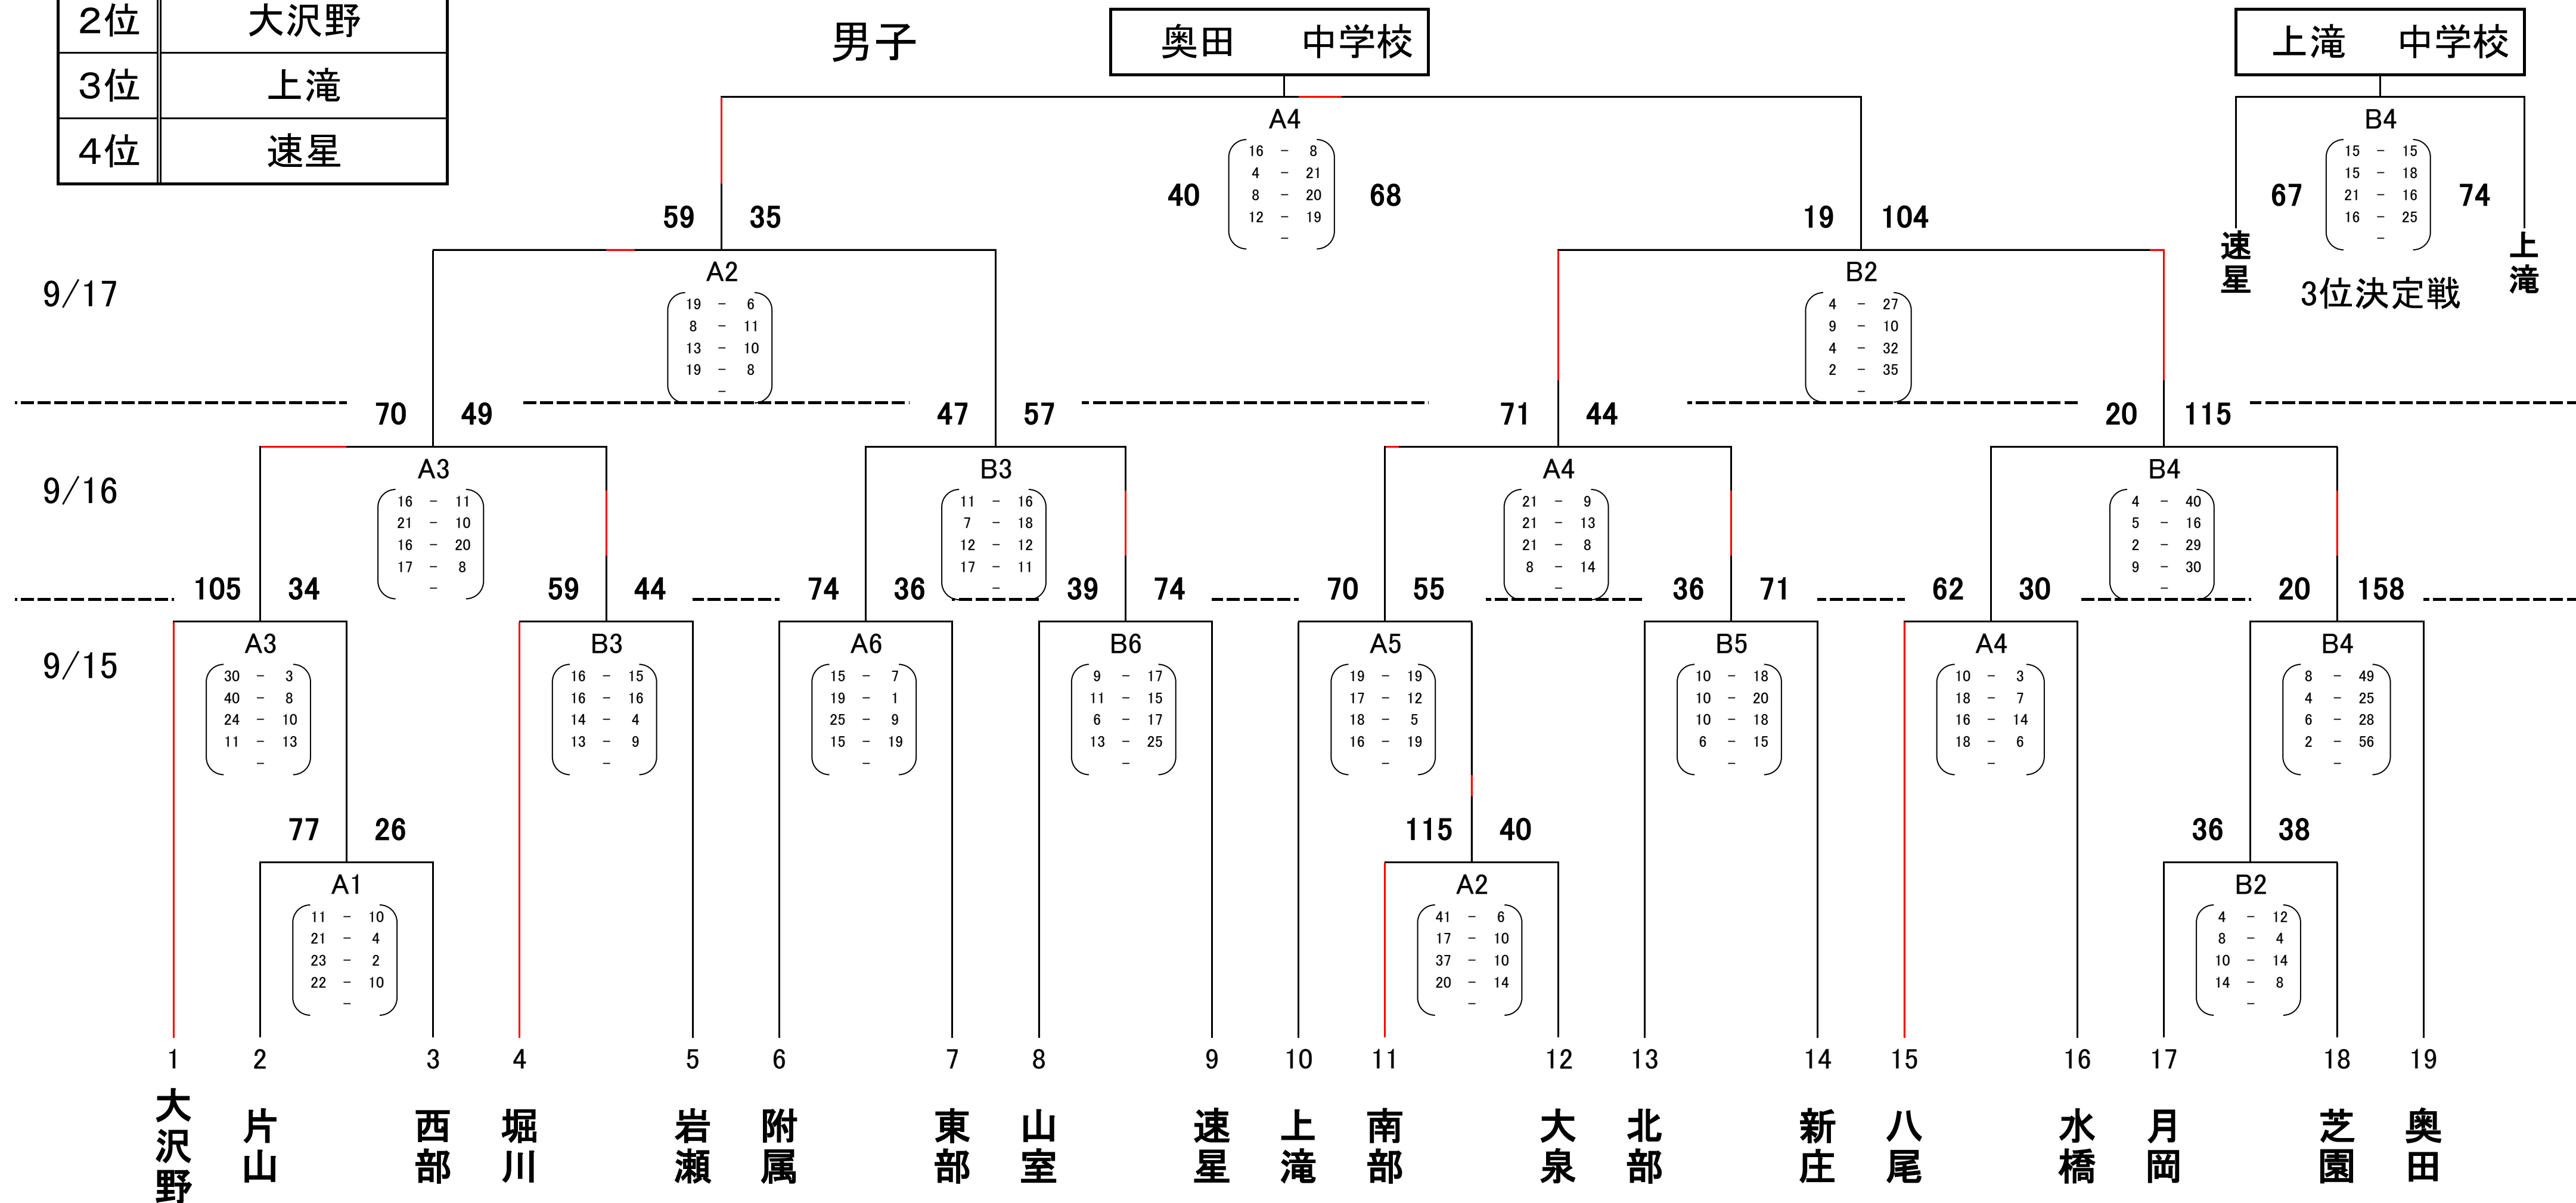 2位 大沢野
3位 上滝
4位 速星
男子
奥田 中学校
上滝 中学校
A4
16 - 8
4 - 21
8 - 20
12 - 19
-
40 68
B4
15 - 15
15 - 18
21 - 16
16 - 25
-
67 74
速星
上滝
3位決定戦
59 35
19 104
9/17
A2
19 - 6
8 - 11
13 - 10
19 - 8
-
B2
4 - 27
9 - 10
4 - 32
2 - 35
-
70 49
47 57
71 44
20 115
9/16
A3
16 - 11
21 - 10
16 - 20
17 - 8
-
B3
11 - 16
7 - 18
12 - 12
17 - 11
-
A4
21 - 9
21 - 13
21 - 8
8 - 14
-
B4
4 - 40
5 - 16
2 - 29
9 - 30
-
105 34
59 44
74 36
39 74
70 55
36 71
62 30
20 158
9/15
A3
30 - 3
40 - 8
24 - 10
11 - 13
-
B3
16 - 15
16 - 16
14 - 4
13 - 9
-
A6
15 - 7
19 - 1
25 - 9
15 - 19
-
B6
9 - 17
11 - 15
6 - 17
13 - 25
-
A5
19 - 19
17 - 12
18 - 5
16 - 19
-
B5
10 - 18
10 - 20
10 - 18
6 - 15
-
A4
10 - 3
18 - 7
16 - 14
18 - 6
-
B4
8 - 49
4 - 25
6 - 28
2 - 56
-
77 26
115 40
36 38
A1
11 - 10
21 - 4
23 - 2
22 - 10
-
A2
41 - 6
17 - 10
37 - 10
20 - 14
-
B2
4 - 12
8 - 4
10 - 14
14 - 8
-
1 2 3 4 5 6 7 8 9 10 11 12 13 14 15 16 17 18 19
大沢野
片山
西部
堀川
岩瀬
附属
東部
山室
速星
上滝
南部
大泉
北部
新庄
八尾
水橋
月岡
芝園
奥田